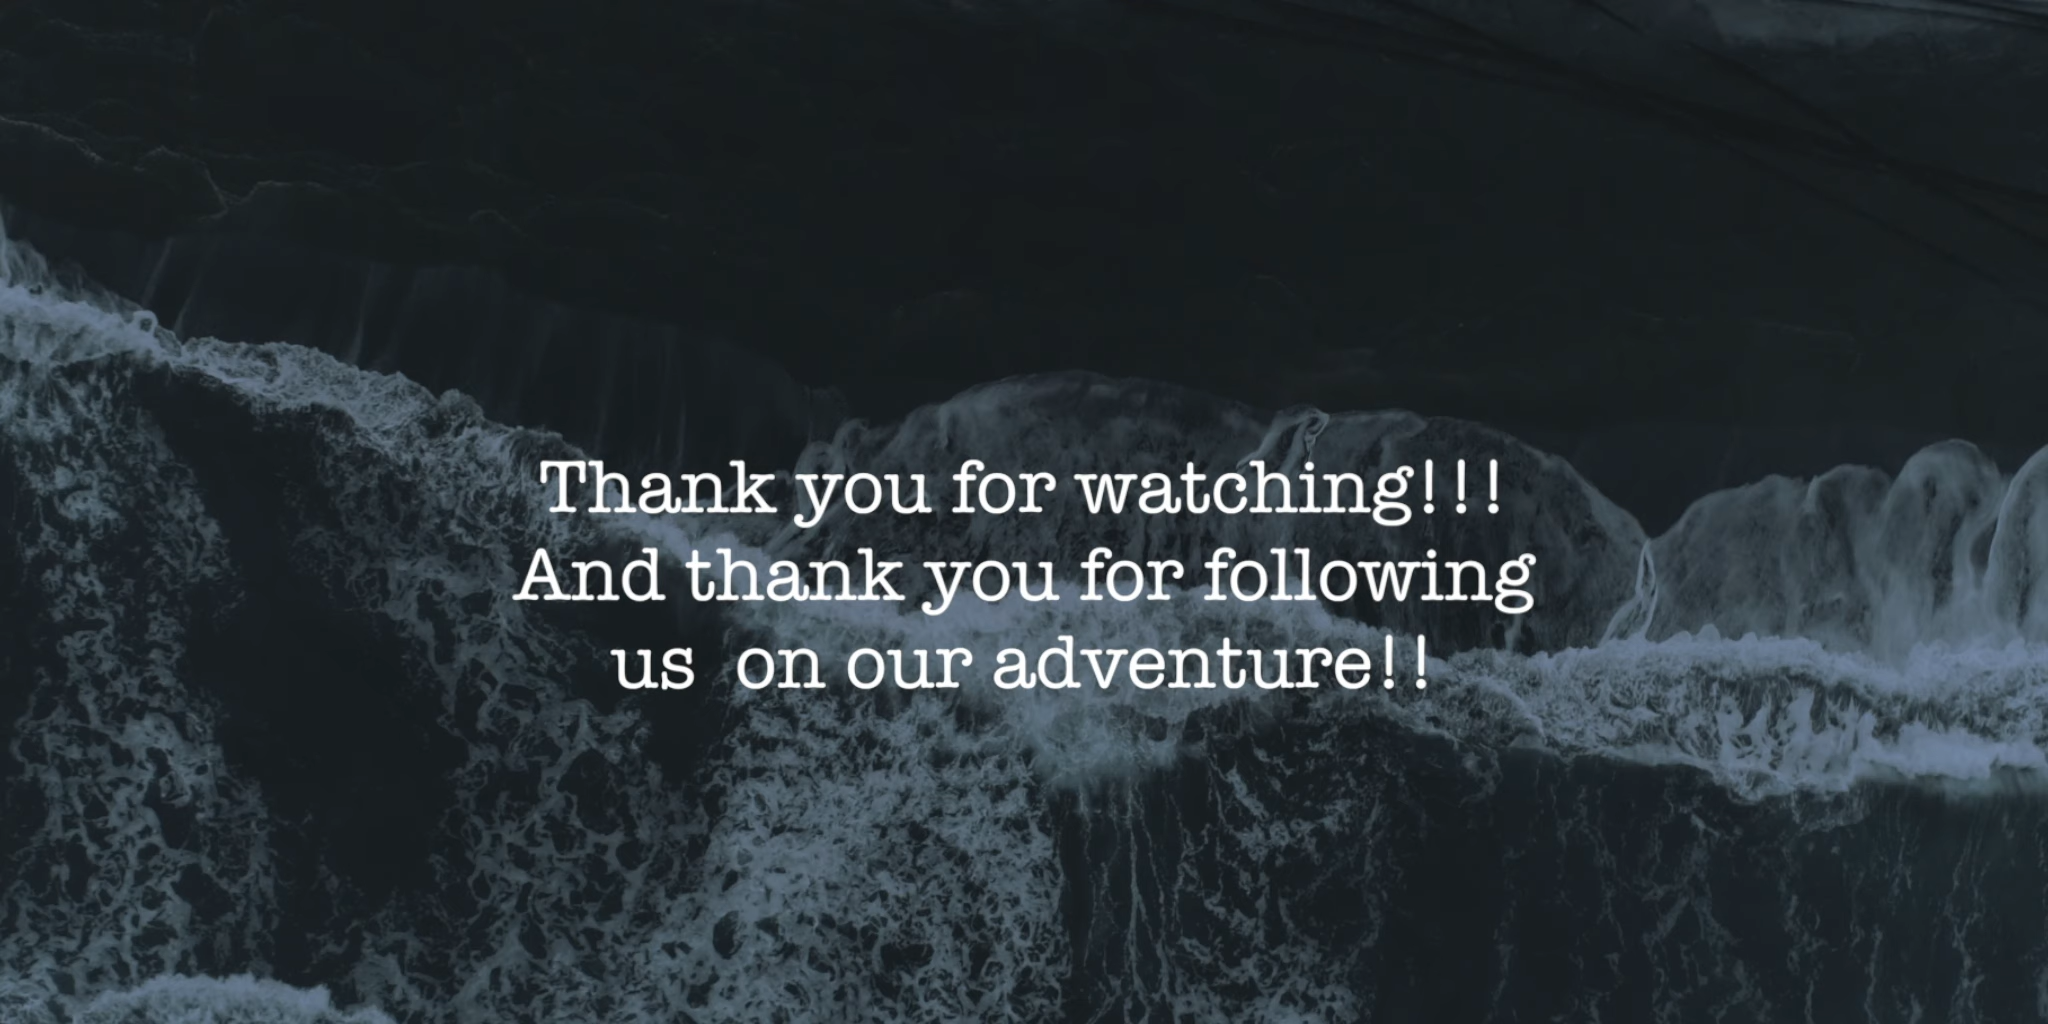 Thank you for watching!!!
And thank you for following
us  on our adventure!!